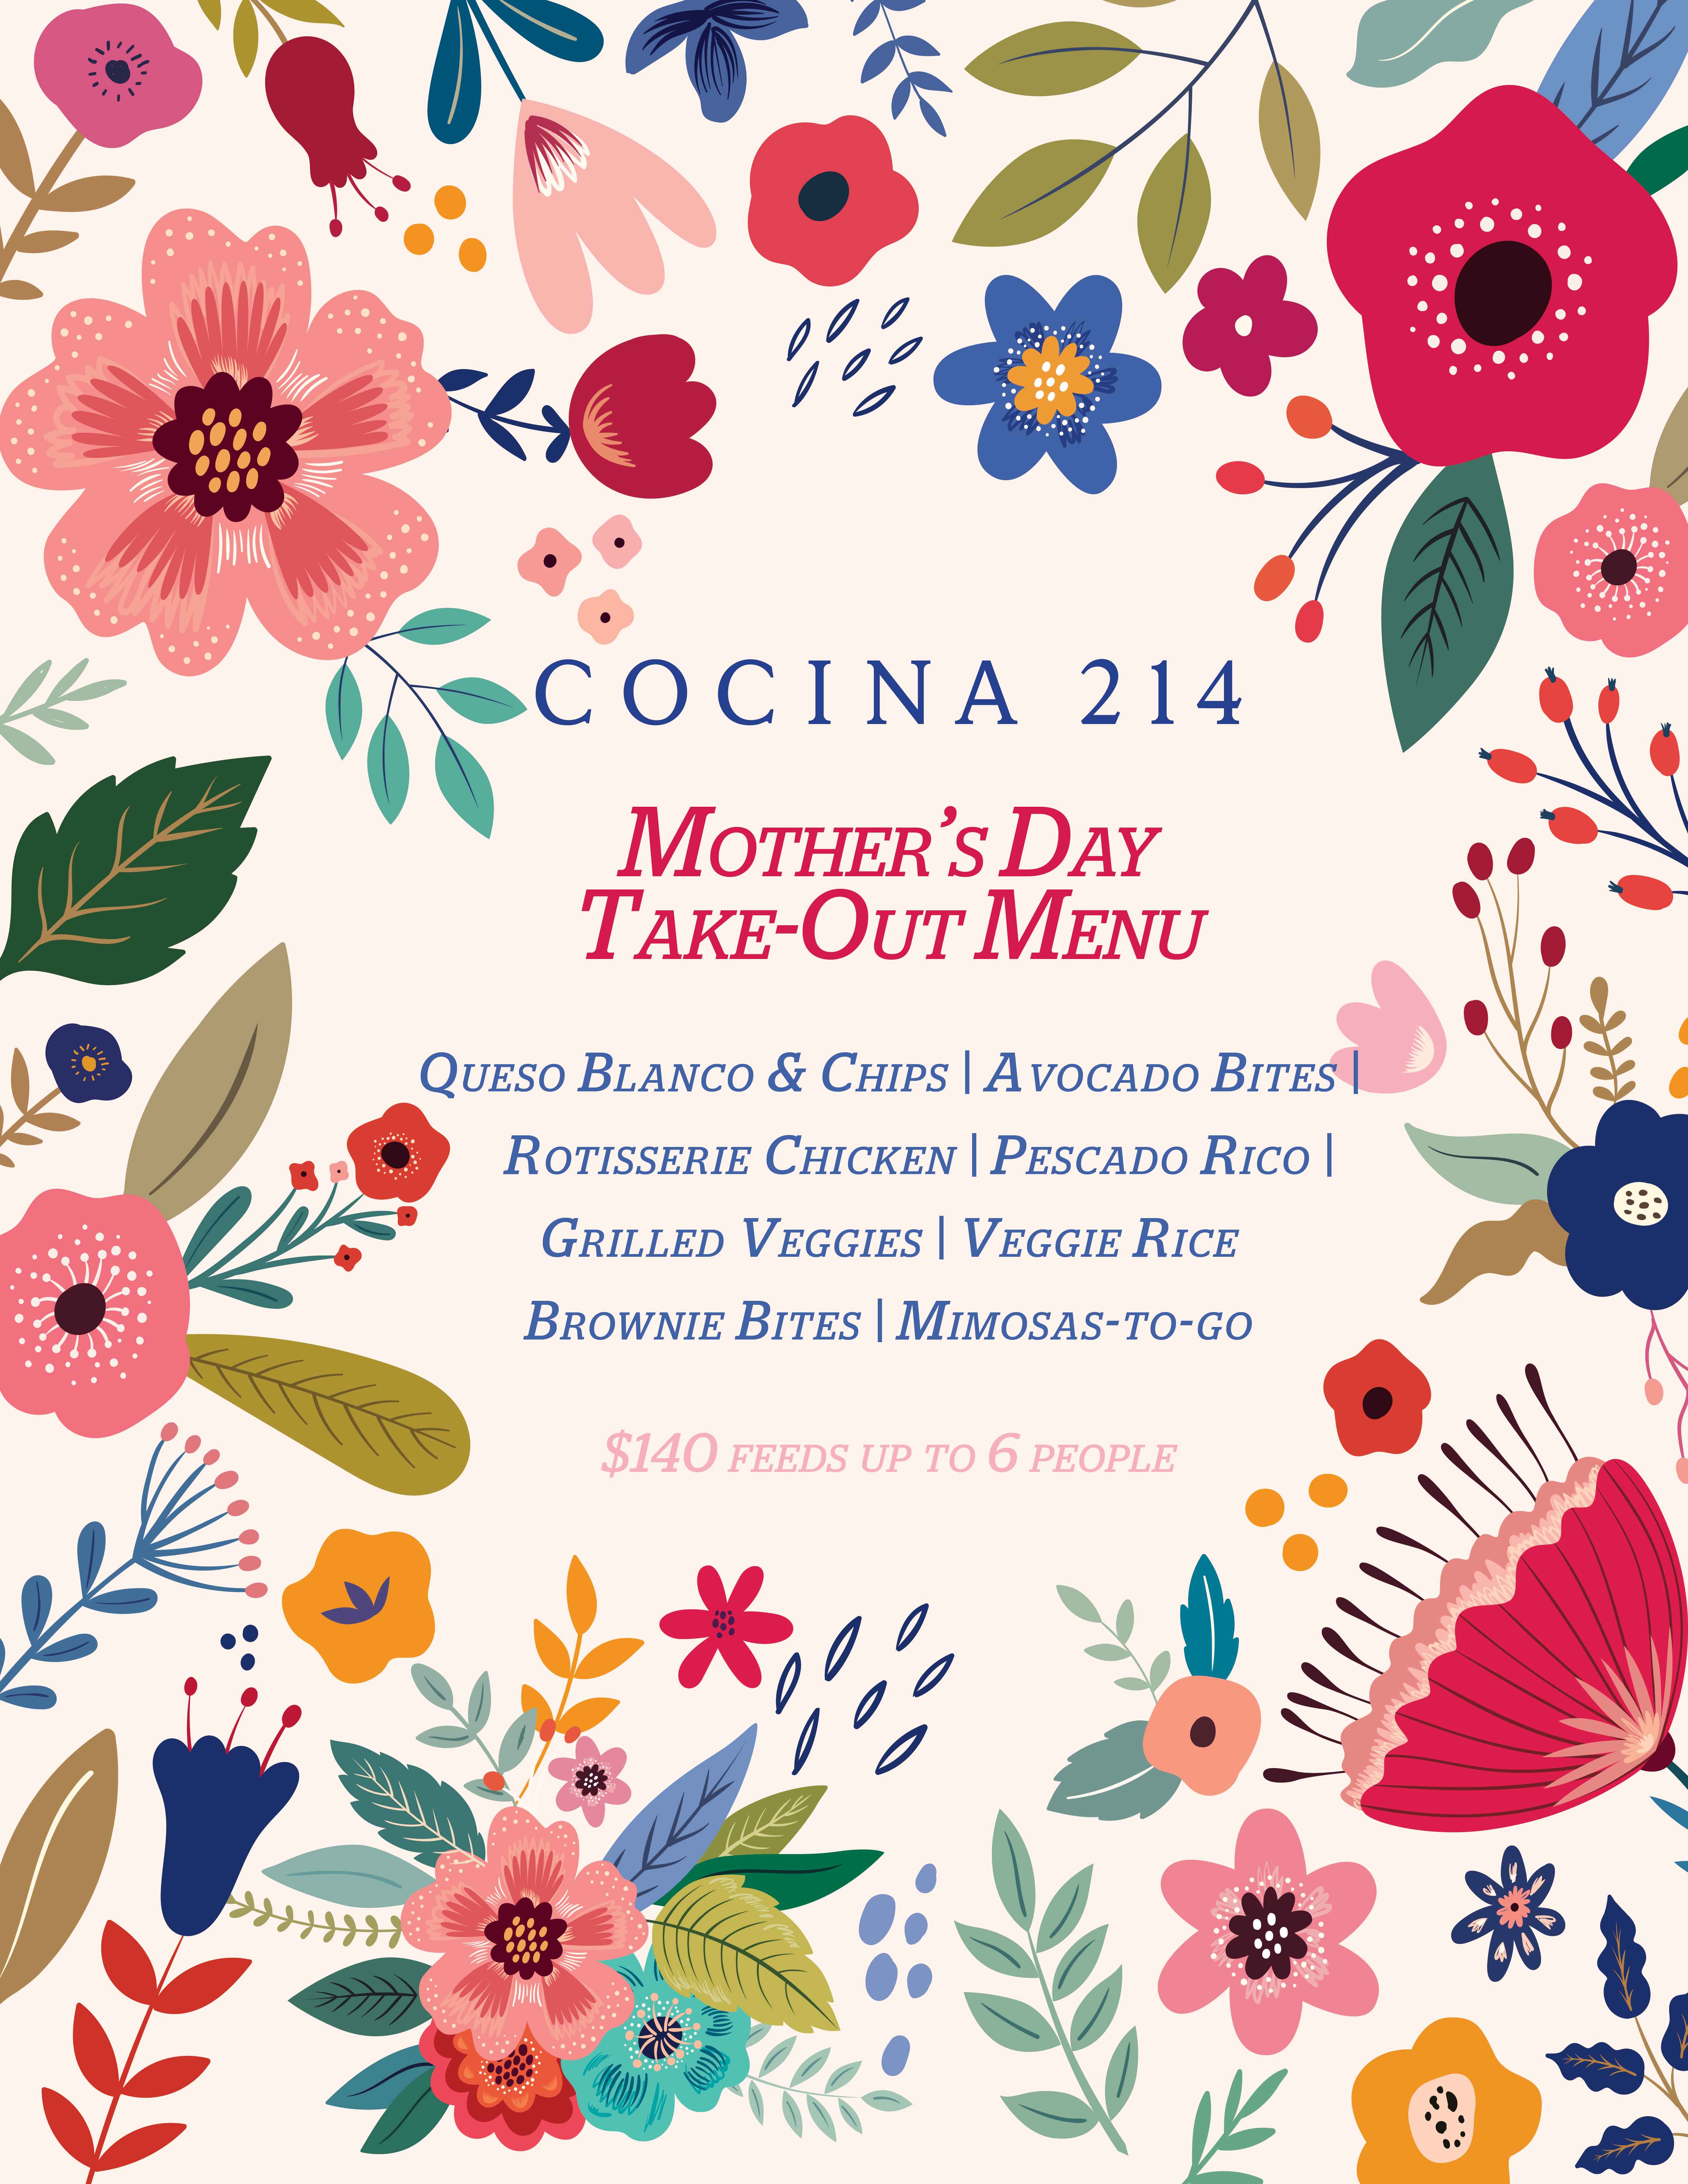 COCINA 214
Mother's Day
Take-Out Menu
Queso Blanco & Chips | Avocado Bites |
Rotisserie Chicken | Pescado Rico |
Grilled Veggies | Veggie Rice
Brownie Bites | Mimosas-to-go
$140 feeds up to 6 people